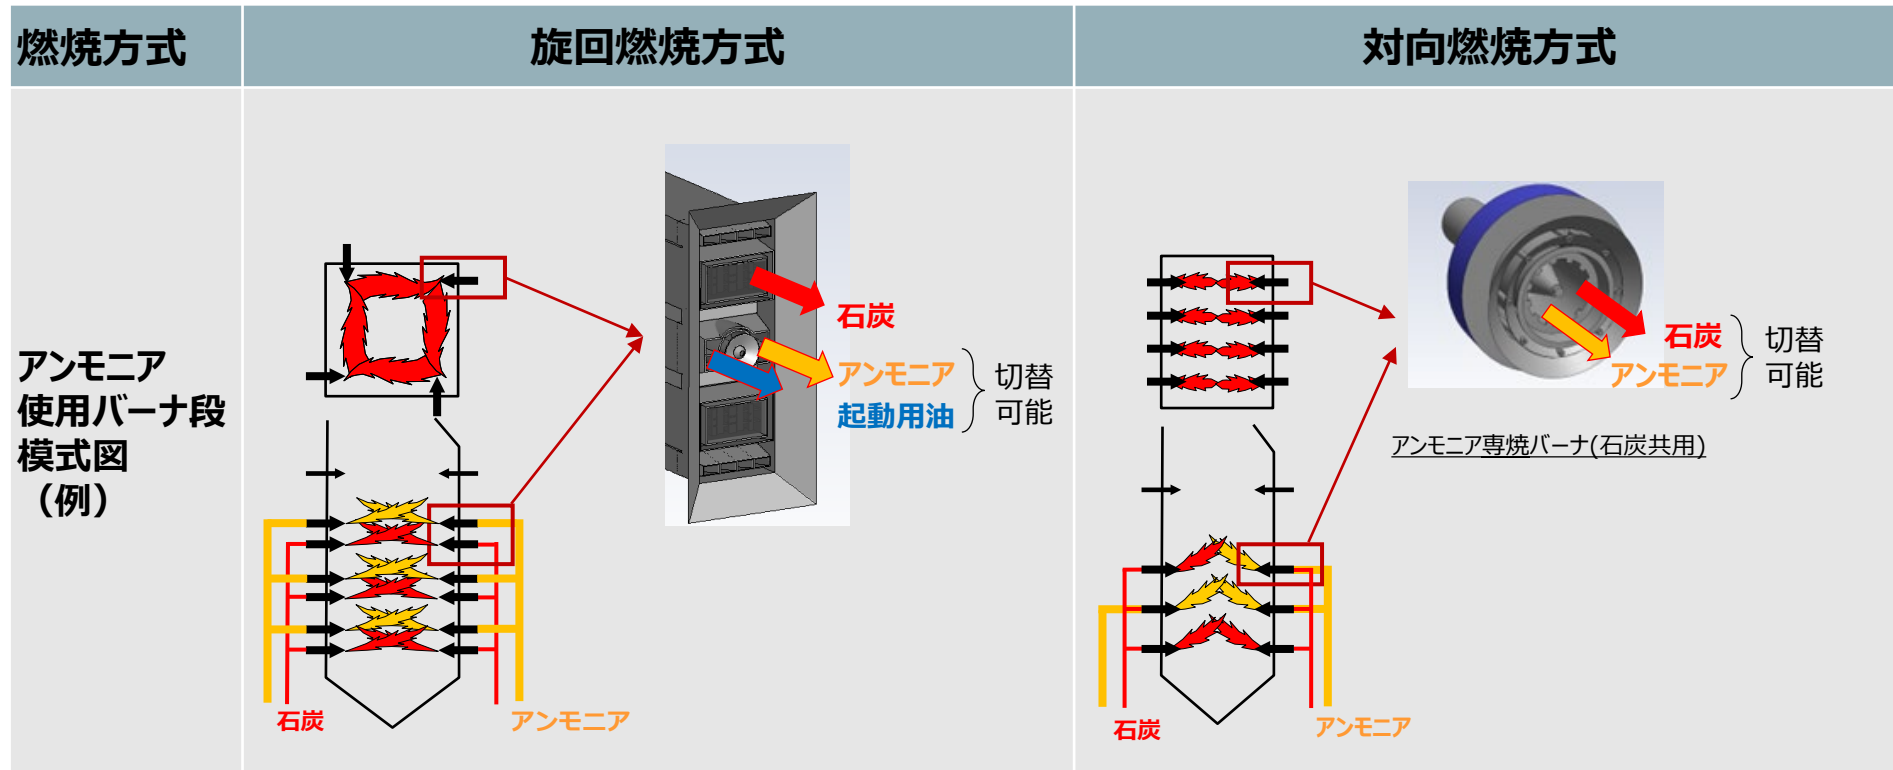 燃焼方式
旋回燃焼方式
対向燃焼方式
アンモニア
使用バーナ段
模式図
（例）
石炭
アンモニア
起動用油
切替
可能
石炭
アンモニア
石炭
アンモニア
切替
可能
アンモニア専焼バーナ(石炭共用)
石炭
アンモニア